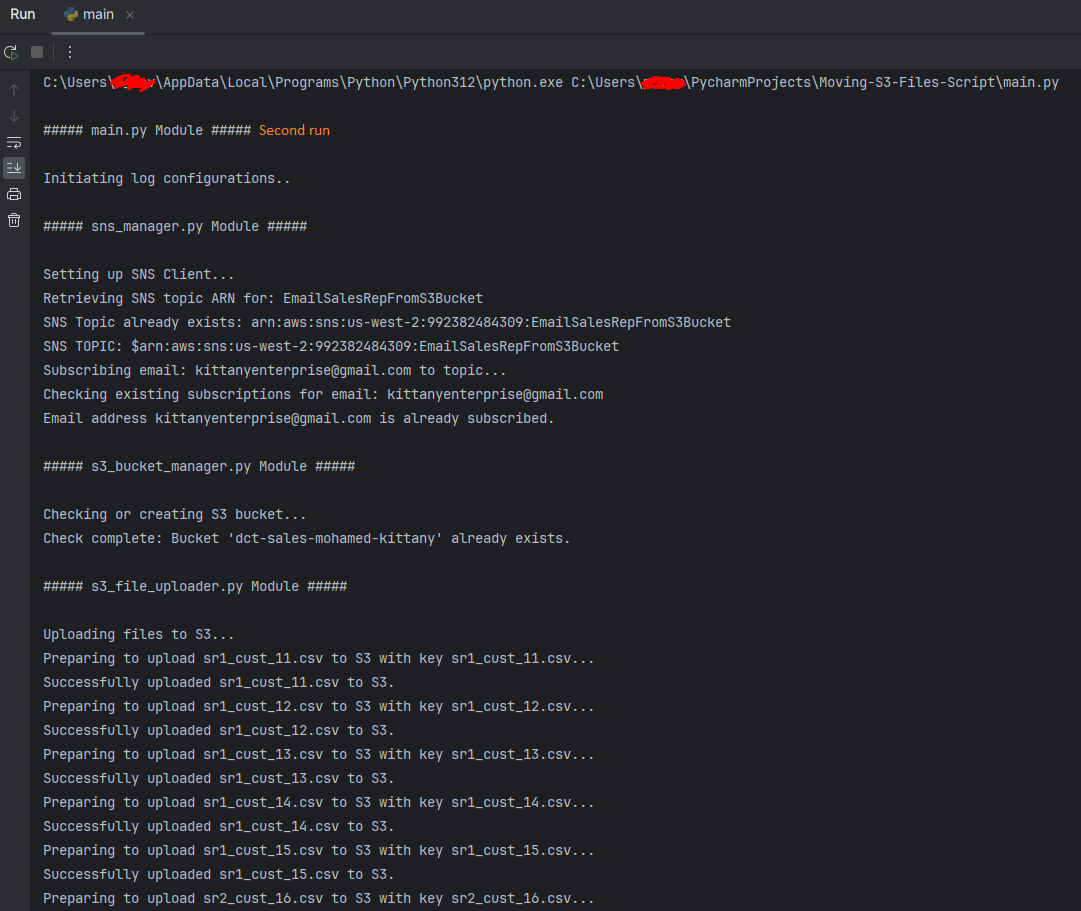 Run main
C:\Users\ \AppData\Local\Programs\Python\Python312\python.exe C:\Users\ \PycharmProjects\Moving-S3-Files-Script\main.py
##### main.py Module ##### Second run
Initiating log configurations..
##### sns_manager.py Module #####
Setting up SNS Client...
Retrieving SNS topic ARN for: EmailSalesRepFromS3Bucket
SNS Topic already exists: arn:aws:sns:us-west-2:992382484309:EmailSalesRepFromS3Bucket
SNS TOPIC: $arn:aws:sns:us-west-2:992382484309:EmailSalesRepFromS3Bucket
Subscribing email: kittanyenterprise@gmail.com to topic...
Checking existing subscriptions for email: kittanyenterprise@gmail.com
Email address kittanyenterprise@gmail.com is already subscribed.
##### s3_bucket_manager.py Module #####
Checking or creating S3 bucket...
Check complete: Bucket 'dct-sales-mohamed-kittany' already exists.
##### s3_file_uploader.py Module #####
Uploading files to S3...
Preparing to upload sr1_cust_11.csv to S3 with key sr1_cust_11.csv...
Successfully uploaded sr1_cust_11.csv to S3.
Preparing to upload sr1_cust_12.csv to S3 with key sr1_cust_12.csv...
Successfully uploaded sr1_cust_12.csv to S3.
Preparing to upload sr1_cust_13.csv to S3 with key sr1_cust_13.csv...
Successfully uploaded sr1_cust_13.csv to S3.
Preparing to upload sr1_cust_14.csv to S3 with key sr1_cust_14.csv...
Successfully uploaded sr1_cust_14.csv to S3.
Preparing to upload sr1_cust_15.csv to S3 with key sr1_cust_15.csv...
Successfully uploaded sr1_cust_15.csv to S3.
Preparing to upload sr2_cust_16.csv to S3 with key sr2_cust_16.csv...